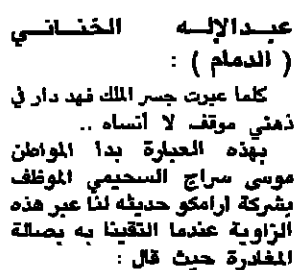 عبدالإله الخناني
( الدمام ) :
كلما عبرت جسر الملك فهد دار في
ذهني موقف لا أنساه ..
بهذه العبارة بدأ المواطن
موسى سراج السحيمي الموظف
بشركة ارامكو حديثه لنا عبر هذه
الزاوية عندما التقينا به بصالة
المغادرة حيث قال :